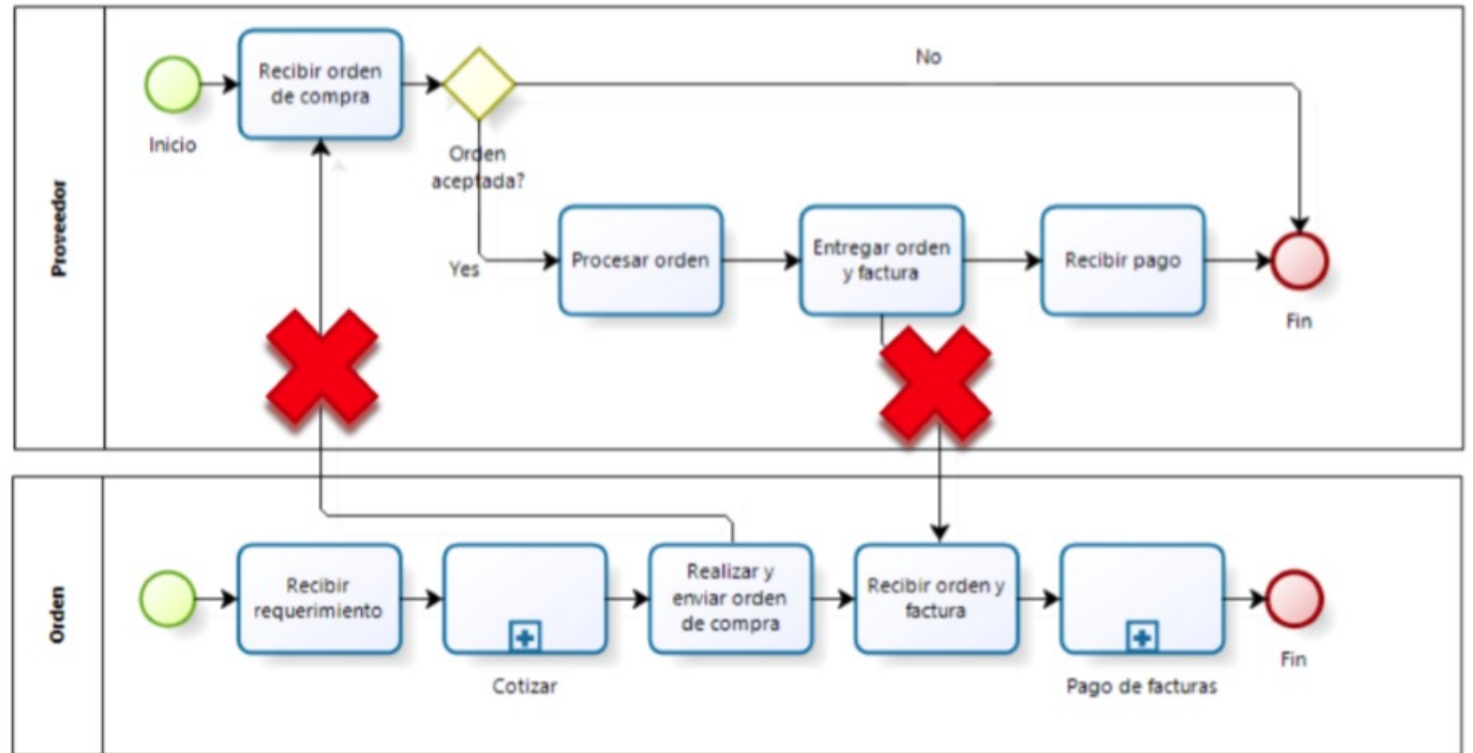 Proveedor
Inicio
Recibir orden
de compra
Orden
aceptada?
No
Yes
Procesar orden
Entregar orden
y factura
Recibir pago
Fin
Orden
Recibir
requerimiento
Cotizar
Realizar y
enviar orden
de compra
Recibir orden y
factura
Pago de facturas
Fin